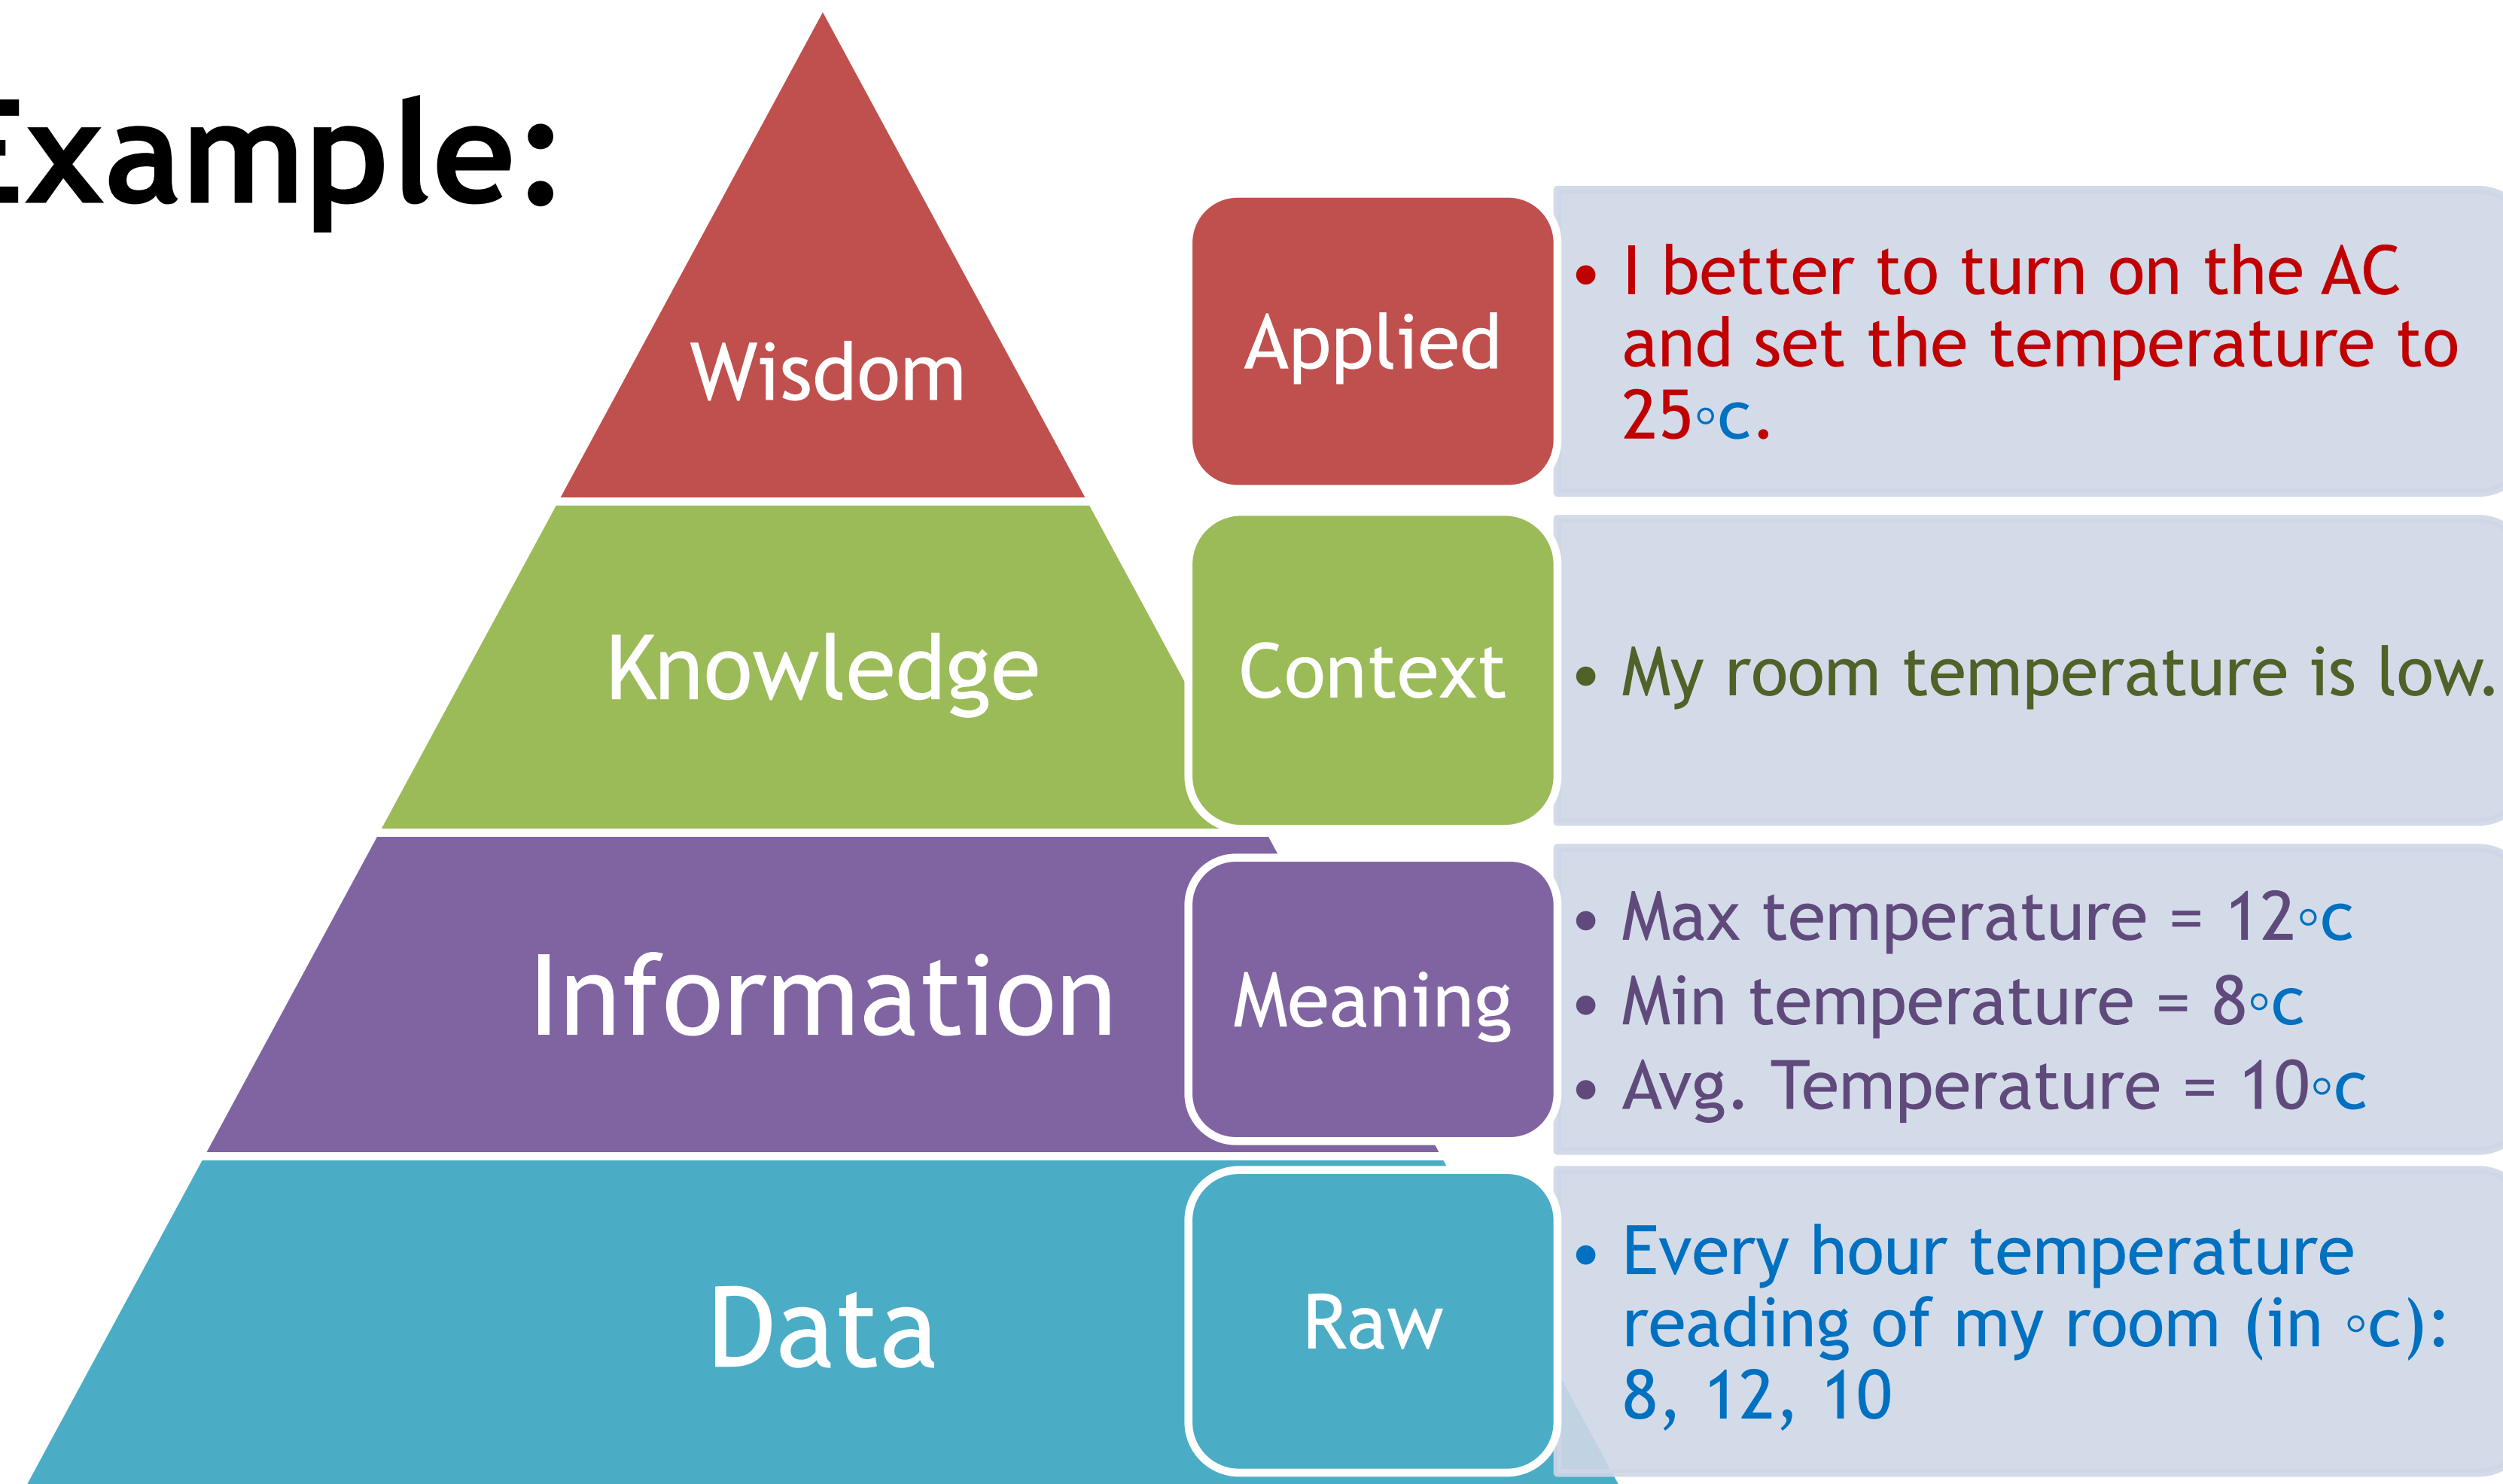 Example:
Wisdom
Applied
• I better to turn on the AC
and set the temperature to
25◦c.
Knowledge
Context
• My room temperature is low.
Information
Meaning
• Max temperature = 12◦c
• Min temperature = 8◦c
• Avg. Temperature = 10◦c
Data
Raw
• Every hour temperature
reading of my room (in ◦c):
8, 12, 10